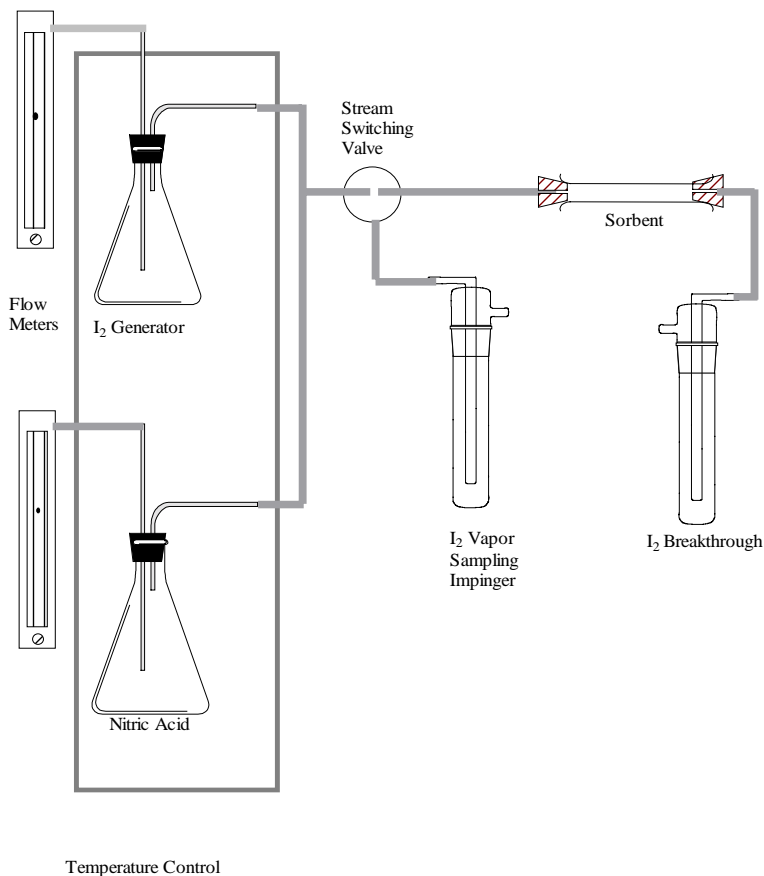 Stream
Switching
Valve
Sorbent
Flow
Meters
I₂ Generator
I₂ Vapor
Sampling
Impinger
I₂ Breakthrough
Nitric Acid
Temperature Control